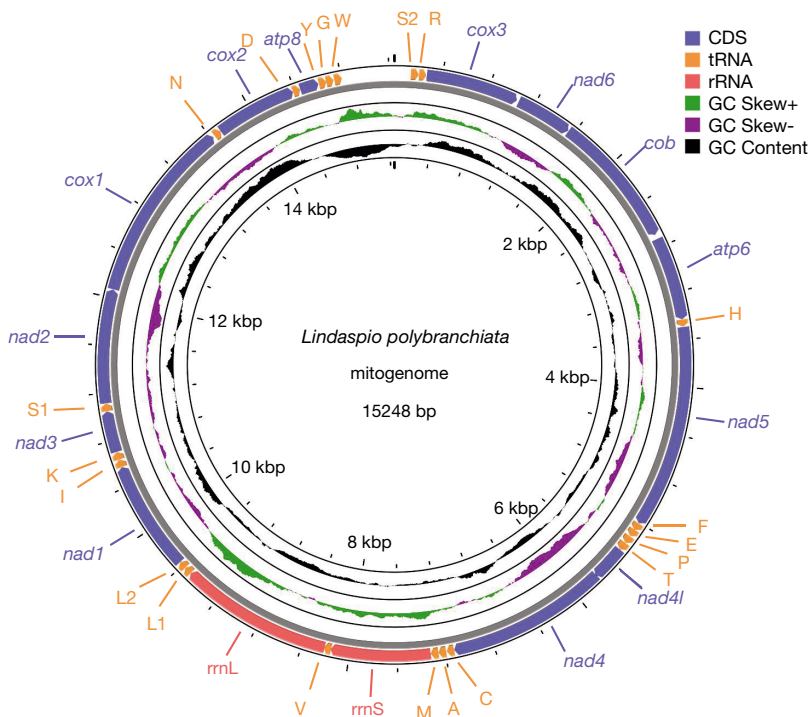 S2
R
cox3
nad6
cob
atp6
H
nad5
F
E
P
T
nad4l
nad4
C
A
M
rrnS
V
rrnL
L1
L2
nad1
I
K
nad3
S1
nad2
cox1
N
cox2
D
atp8
Y
G
W
CDS
tRNA
rRNA
GC Skew+
GC Skew-
GC Content
2 kbp
4 kbp
6 kbp
8 kbp
10 kbp
12 kbp
14 kbp
Lindaspio polybranchiata
mitogenome
15248 bp